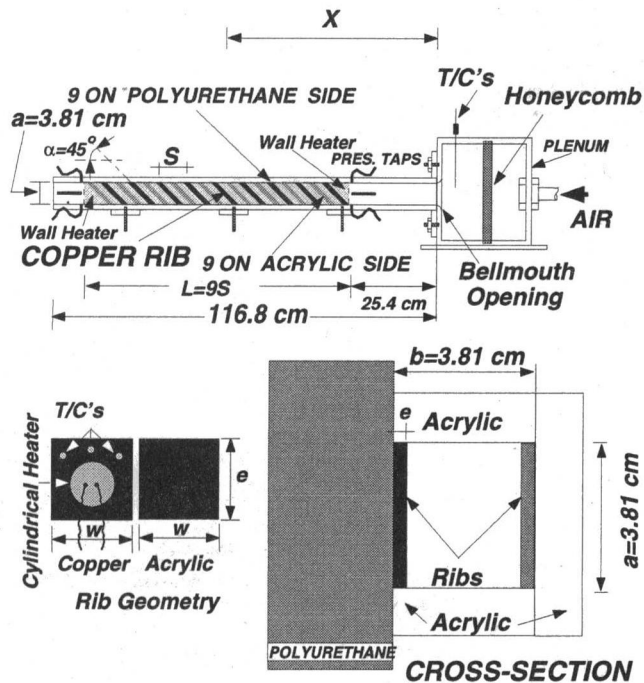 X
T/C's
Honeycomb
9 ON POLYURETHANE SIDE
a=3.81 cm
Wall Heater
α=45°
S
PRES. TAPS
PLENUM
Wall Heater
AIR
COPPER RIB
9 ON ACRYLIC SIDE
Bellmouth
Opening
L=9S
25.4 cm
116.8 cm
b=3.81 cm
T/C's
e
Acrylic
Cylindrical Heater
e
a=3.81 cm
w
w
Copper
Acrylic
Ribs
Rib Geometry
Acrylic
POLYURETHANE
CROSS-SECTION